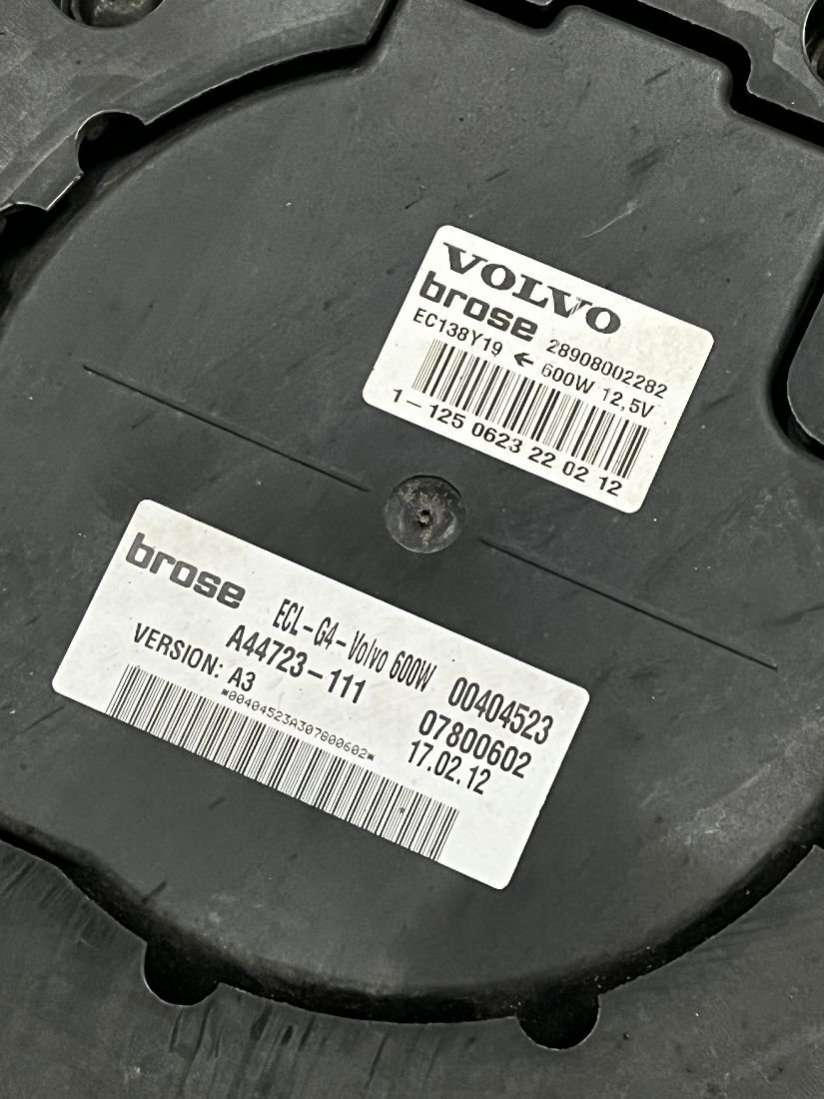 VOLVO
brose
EC138Y19 28908002282
← 600W 12,5V
1-125 0623 22 02 12
brose ECL-G4-Volvo 600W 00404523
A44723-111 07800602
VERSION: A3 17.02.12
*00404523A307800602*